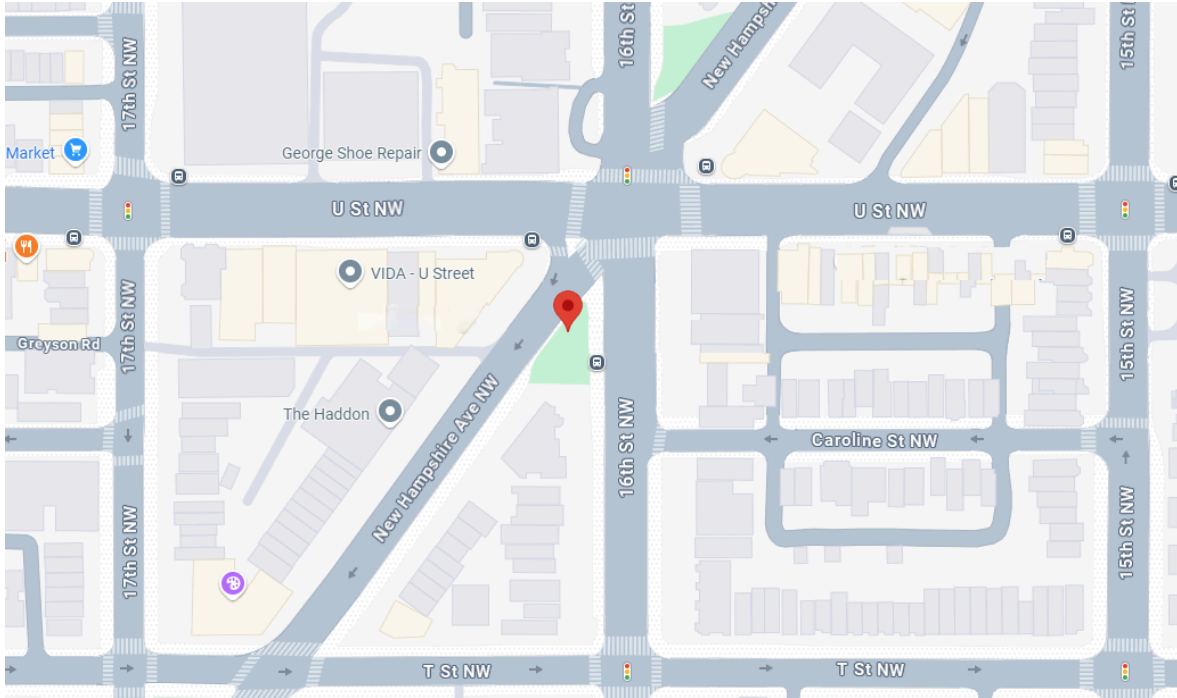 16th St NW
New Hampshire
17th St NW
15th St NW
Market
George Shoe Repair
U St NW
U St NW
VIDA - U Street
Greyson Rd
17th St NW
15th St NW
The Haddon
New Hampshire Ave NW
16th St NW
Caroline St NW
17th St NW
15th St NW
T St NW
T St NW